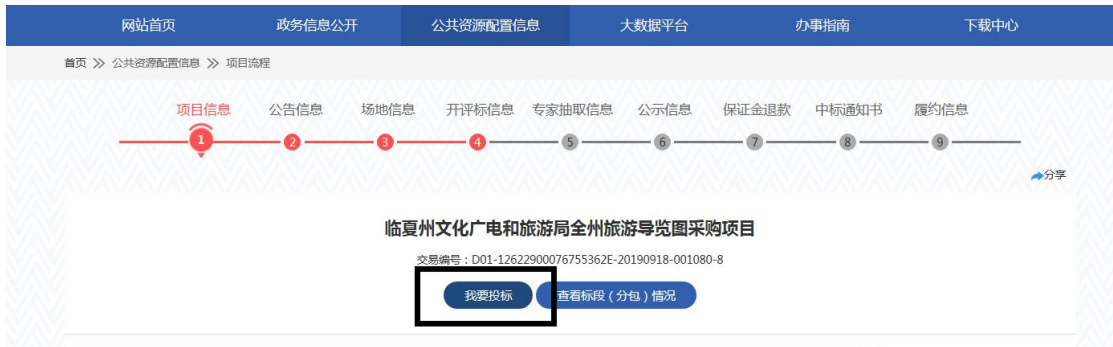 网站首页 政务信息公开 公共资源配置信息 大数据平台 办事指南 下载中心
首页 >> 公共资源配置信息 >> 项目流程
项目信息 公告信息 场地信息 开评标信息 专家抽取信息 公示信息 保证金退款 中标通知书 履约信息
1 2 3 4 5 6 7 8 9
分享
临夏州文化广电和旅游局全州旅游导览图采购项目
交易编号：D01-12622900076755362E-20190918-001080-8
我要投标 查看标段（分包）情况